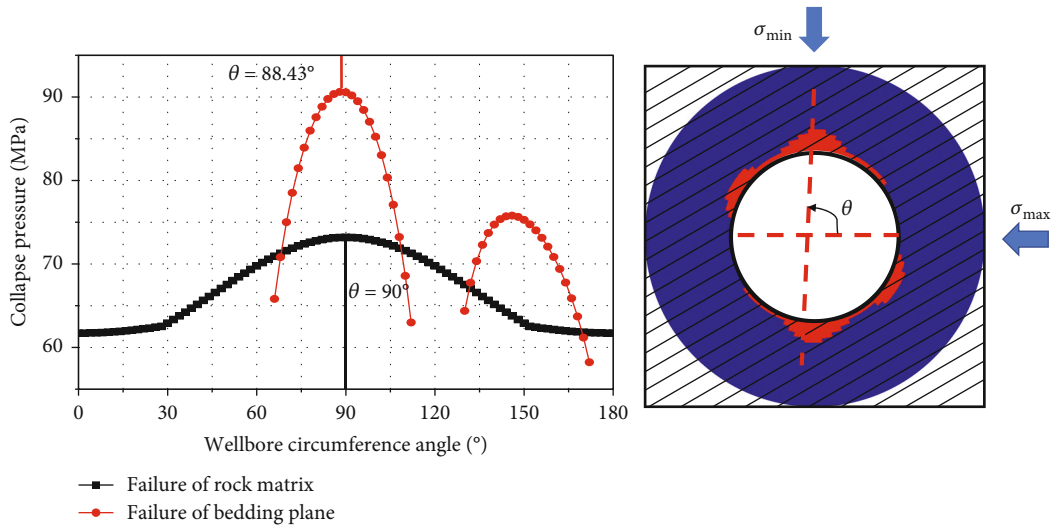 θ = 88.43°
90
80
70
60
Collapse pressure (MPa)
θ = 90°
0
30
60
90
120
150
180
Wellbore circumference angle (°)
Failure of rock matrix
Failure of bedding plane
σmin
σmax
θ